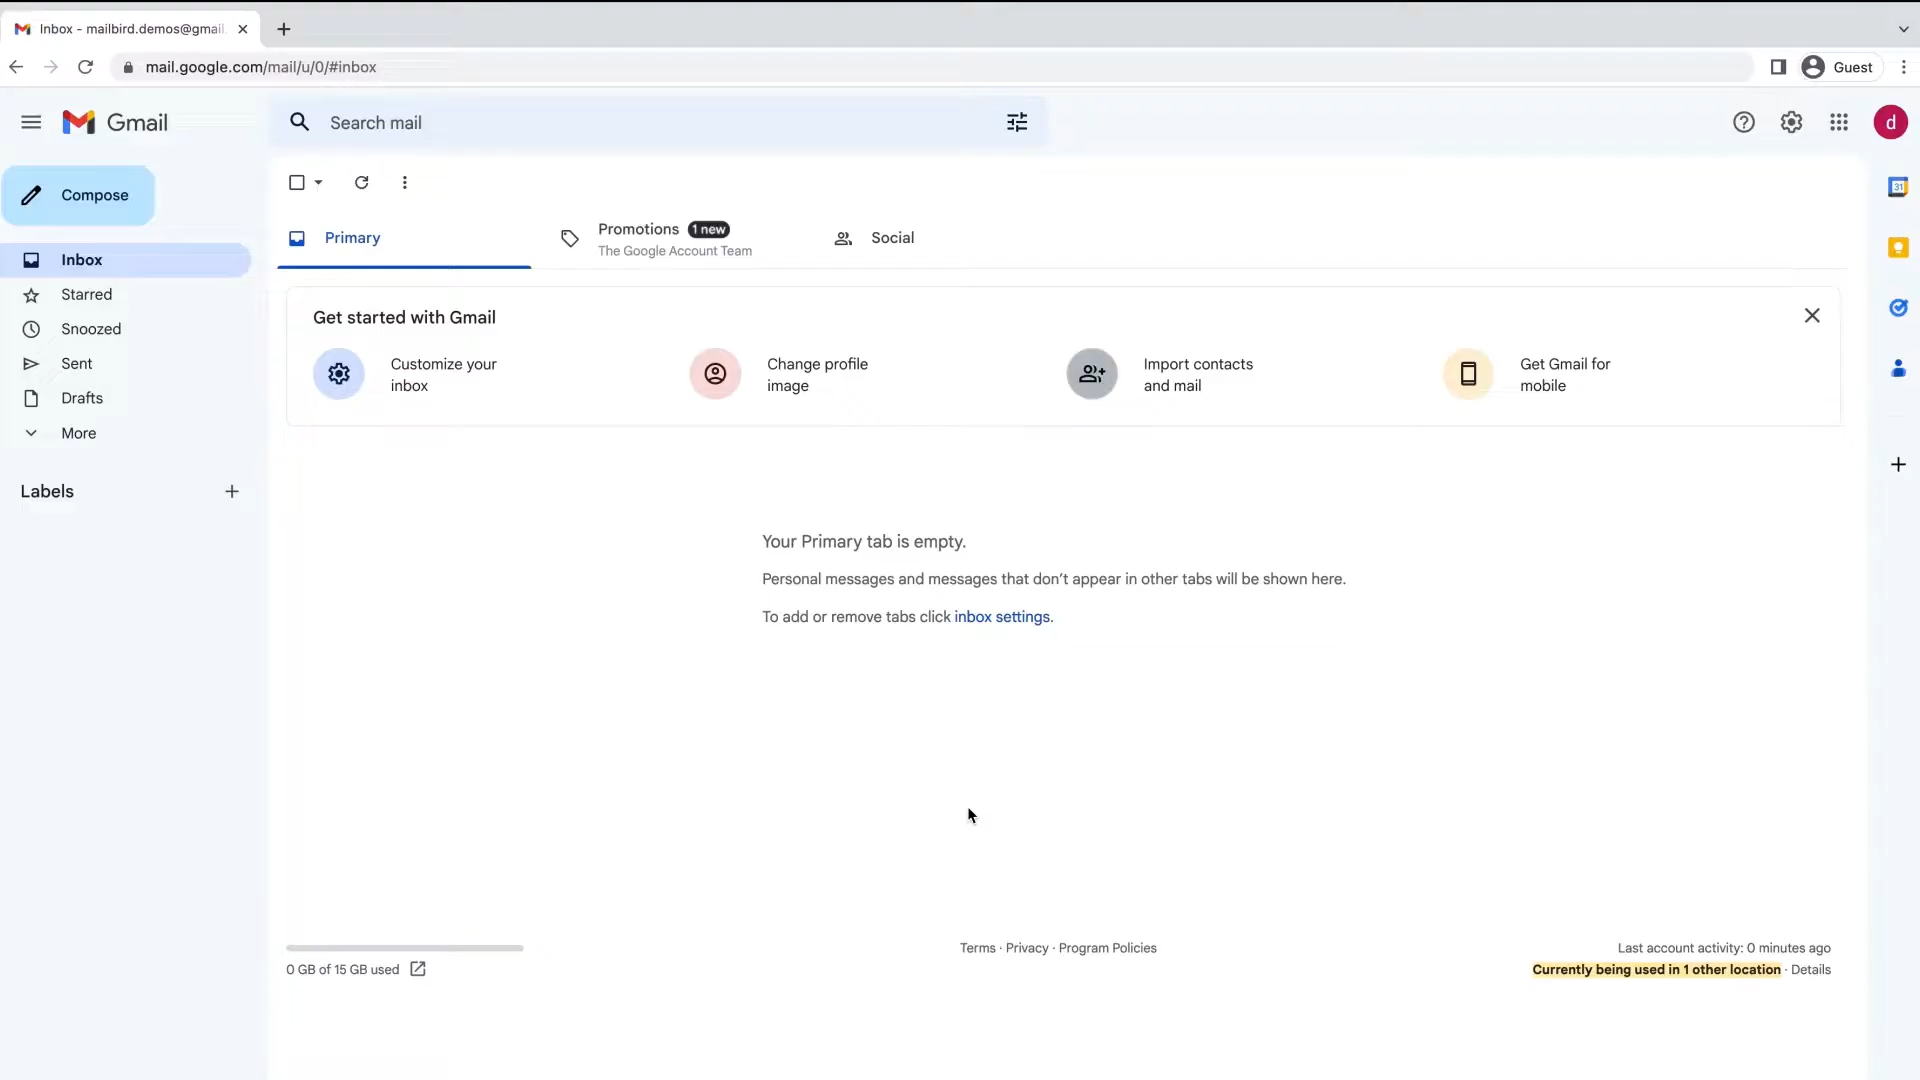 Inbox - mailbird.demos@gmail.
mail.google.com/mail/u/0/#inbox
Guest
Gmail
Search mail
d
Compose
Inbox
Starred
Snoozed
Sent
Drafts
More
Labels
Primary
Promotions 1 new
The Google Account Team
Social
31
Get started with Gmail
Customize your
inbox
Change profile
image
Import contacts
and mail
Get Gmail for
mobile
Your Primary tab is empty.
Personal messages and messages that don’t appear in other tabs will be shown here.
To add or remove tabs click inbox settings.
0 GB of 15 GB used
Terms · Privacy · Program Policies
Last account activity: 0 minutes ago
Currently being used in 1 other location · Details